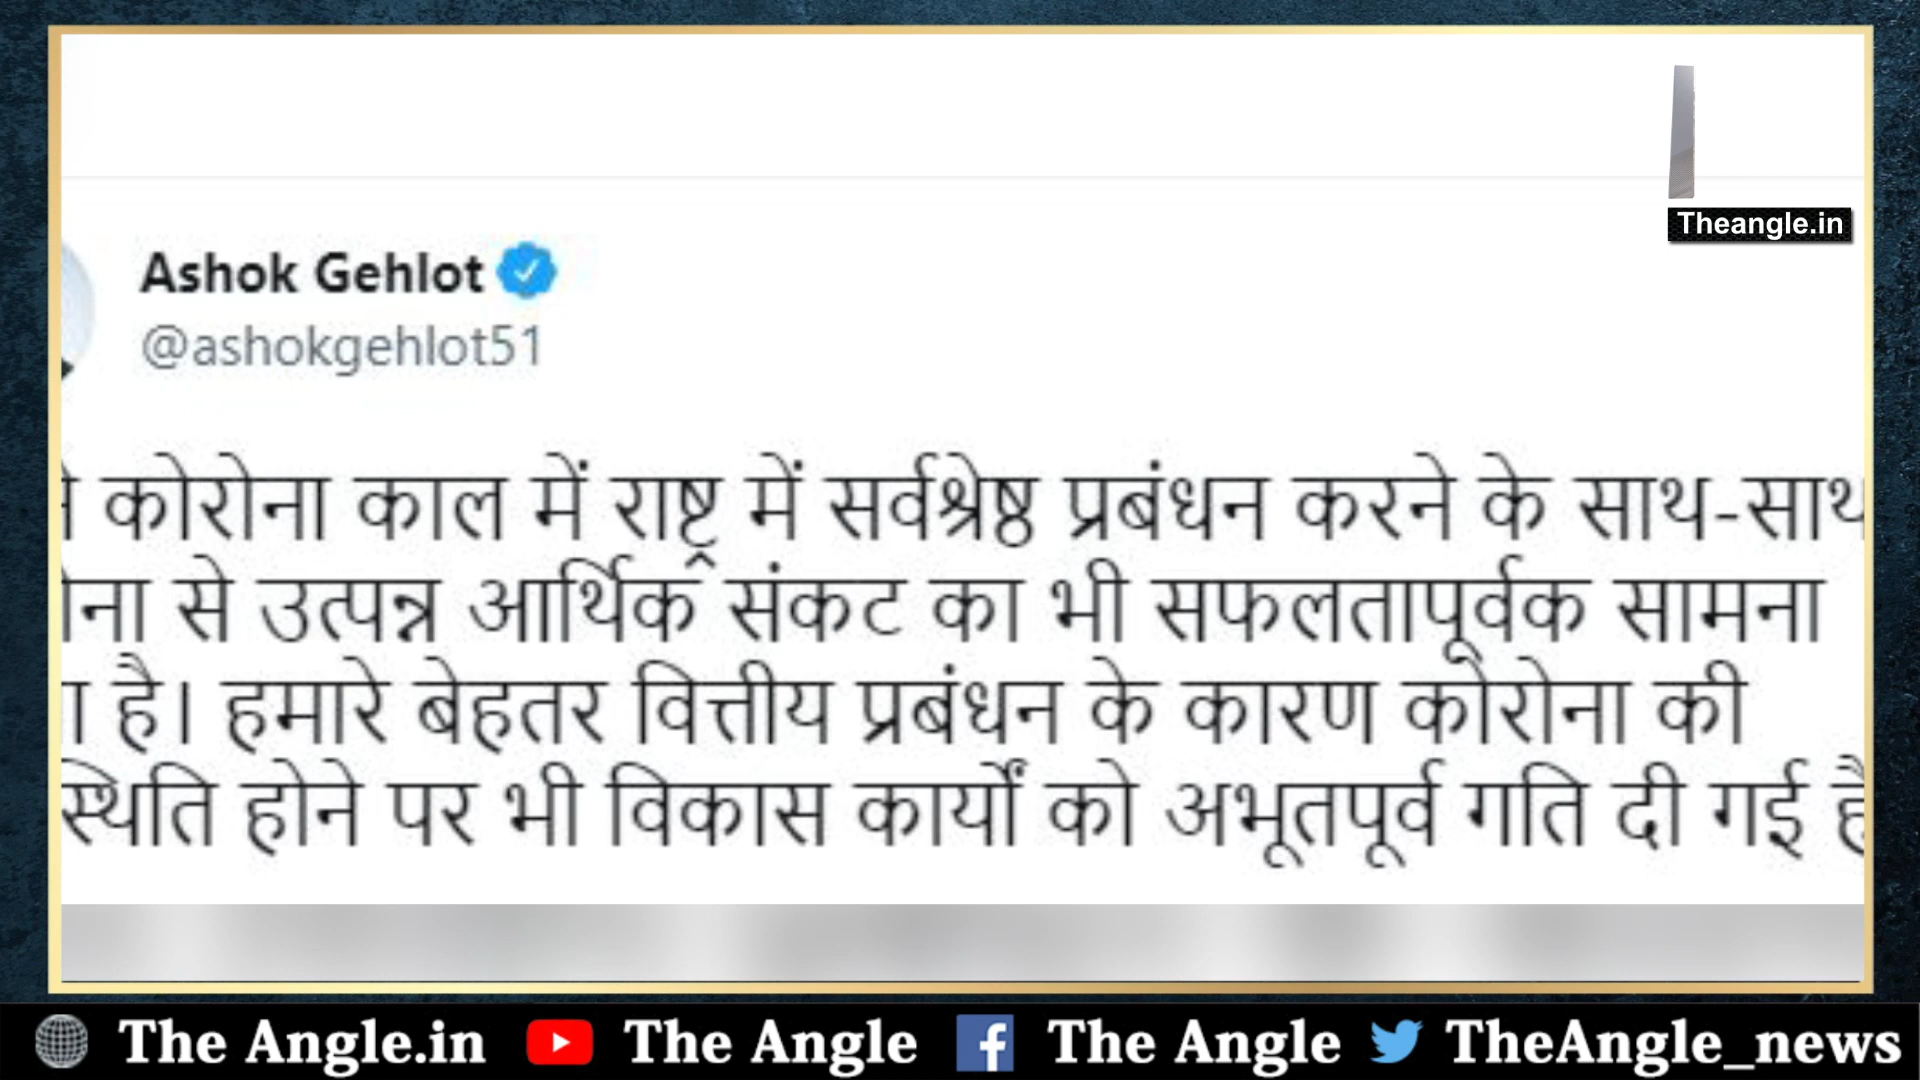 Theangle.in
Ashok Gehlot
@ashokgehlot51
कोरोना काल में राष्ट्र में सर्वश्रेष्ठ प्रबंधन करने के साथ-साथ
से उत्पन्न आर्थिक संकट का भी सफलतापूर्वक सामना
है। हमारे बेहतर वित्तीय प्रबंधन के कारण कोरोना की
स्थिति होने पर भी विकास कार्यों को अभूतपूर्व गति दी गई
The Angle.in The Angle The Angle TheAngle_news